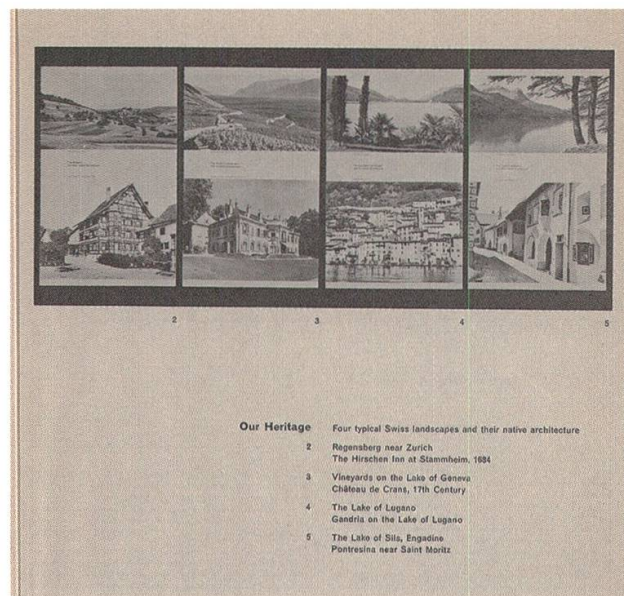 2
3
4
5
Our Heritage
Four typical Swiss landscapes and their native architecture
2 Regensberg near Zurich
The Hirschen Inn at Stammheim, 1684
3 Vineyards on the Lake of Geneva
Château de Crans, 17th Century
4 The Lake of Lugano
Gandria on the Lake of Lugano
5 The Lake of Sils, Engadine
Pontresina near Saint Moritz